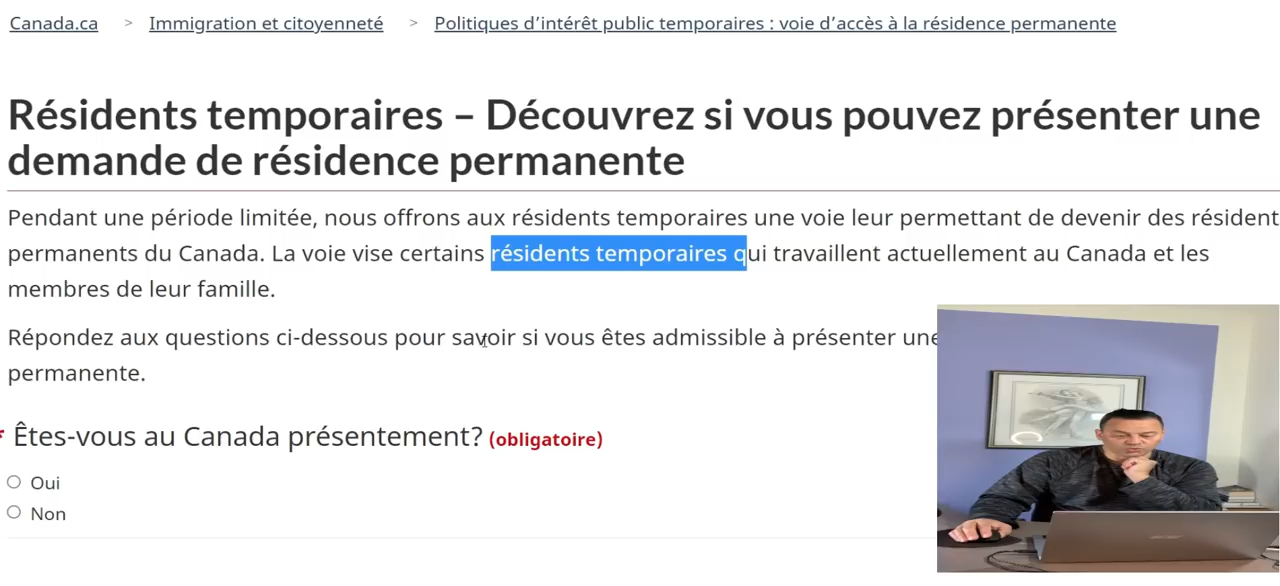 Canada.ca > Immigration et citoyenneté > Politiques d’intérêt public temporaires : voie d’accès à la résidence permanente
Résidents temporaires – Découvrez si vous pouvez présenter une
demande de résidence permanente
Pendant une période limitée, nous offrons aux résidents temporaires une voie leur permettant de devenir des résident
permanents du Canada. La voie vise certains résidents temporaires qui travaillent actuellement au Canada et les
membres de leur famille.
Répondez aux questions ci-dessous pour savoir si vous êtes admissible à présenter une
permanente.
* Êtes-vous au Canada présentement? (obligatoire)
Oui
Non